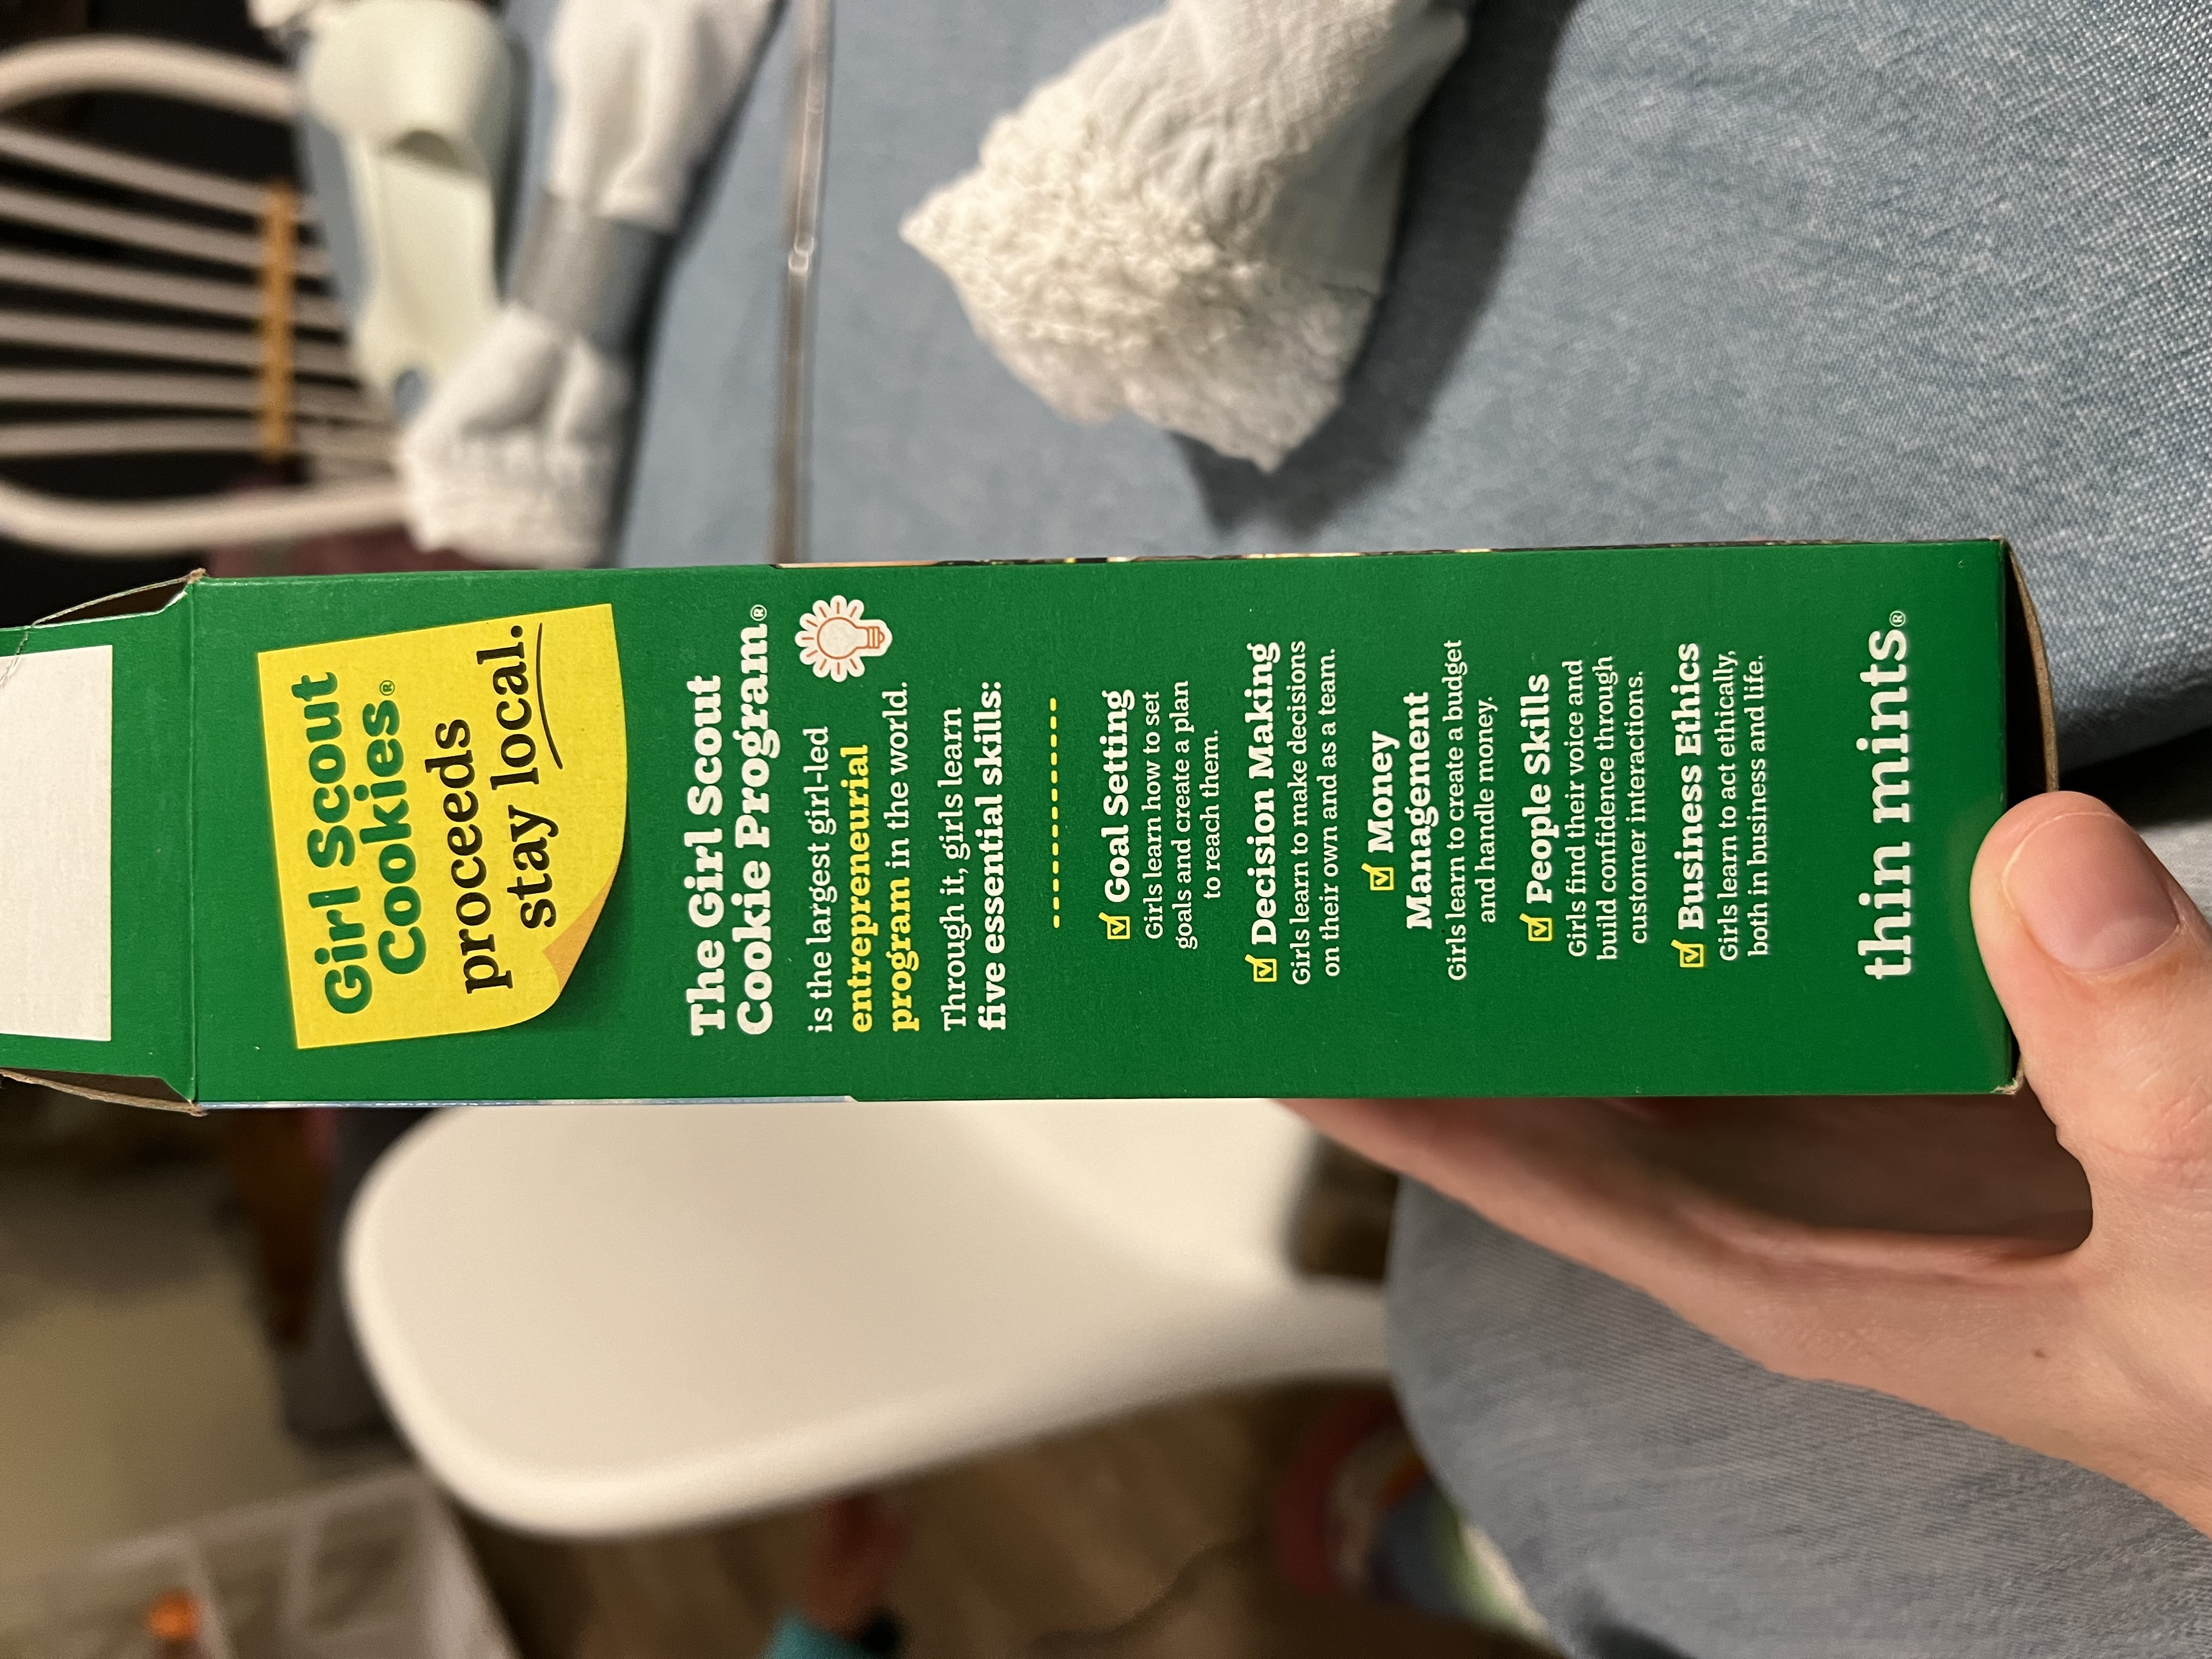 Girl Scout
Cookies®
proceeds
stay local.
The Girl Scout
Cookie Program®
is the largest girl-led
entrepreneurial
program in the world.
Through it, girls learn
five essential skills:
Goal Setting
Girls learn how to set
goals and create a plan
to reach them.
Decision Making
Girls learn to make decisions
on their own and as a team.
Money
Management
Girls learn to create a budget
and handle money.
People Skills
Girls find their voice and
build confidence through
customer interactions.
Business Ethics
Girls learn to act ethically,
both in business and life.
thin mints®